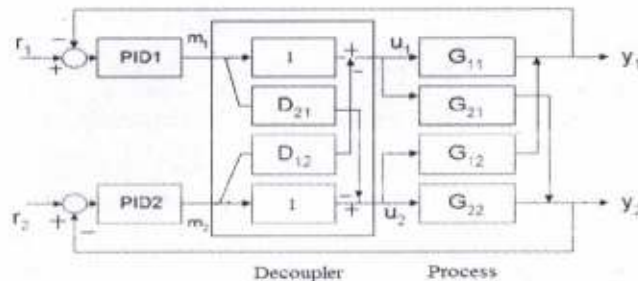 r₁ PID1 m₁ 1 + − u₁ G₁₁ y₁
− +
D₂₁ G₂₁
D₁₂ G₁₂
r₂ PID2 m₂ 1 − + u₂ G₂₂ y₂
+ −
Decoupler Process